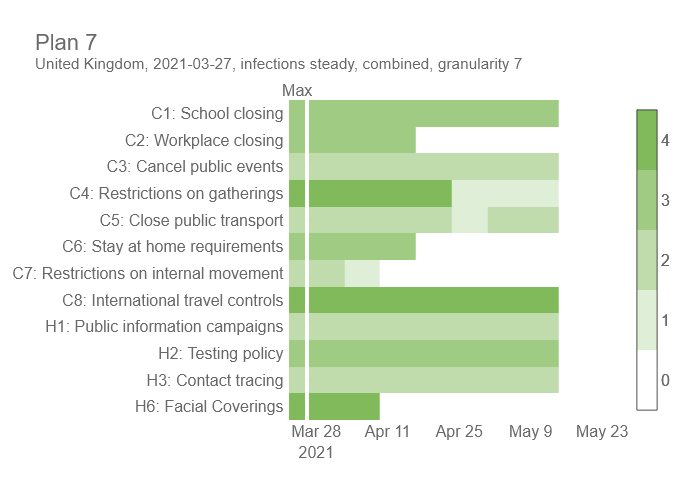 Plan 7
United Kingdom, 2021-03-27, infections steady, combined, granularity 7
Max
C1: School closing
C2: Workplace closing
C3: Cancel public events
C4: Restrictions on gatherings
C5: Close public transport
C6: Stay at home requirements
C7: Restrictions on internal movement
C8: International travel controls
H1: Public information campaigns
H2: Testing policy
H3: Contact tracing
H6: Facial Coverings
Mar 28 Apr 11 Apr 25 May 9 May 23
2021
4
3
2
1
0